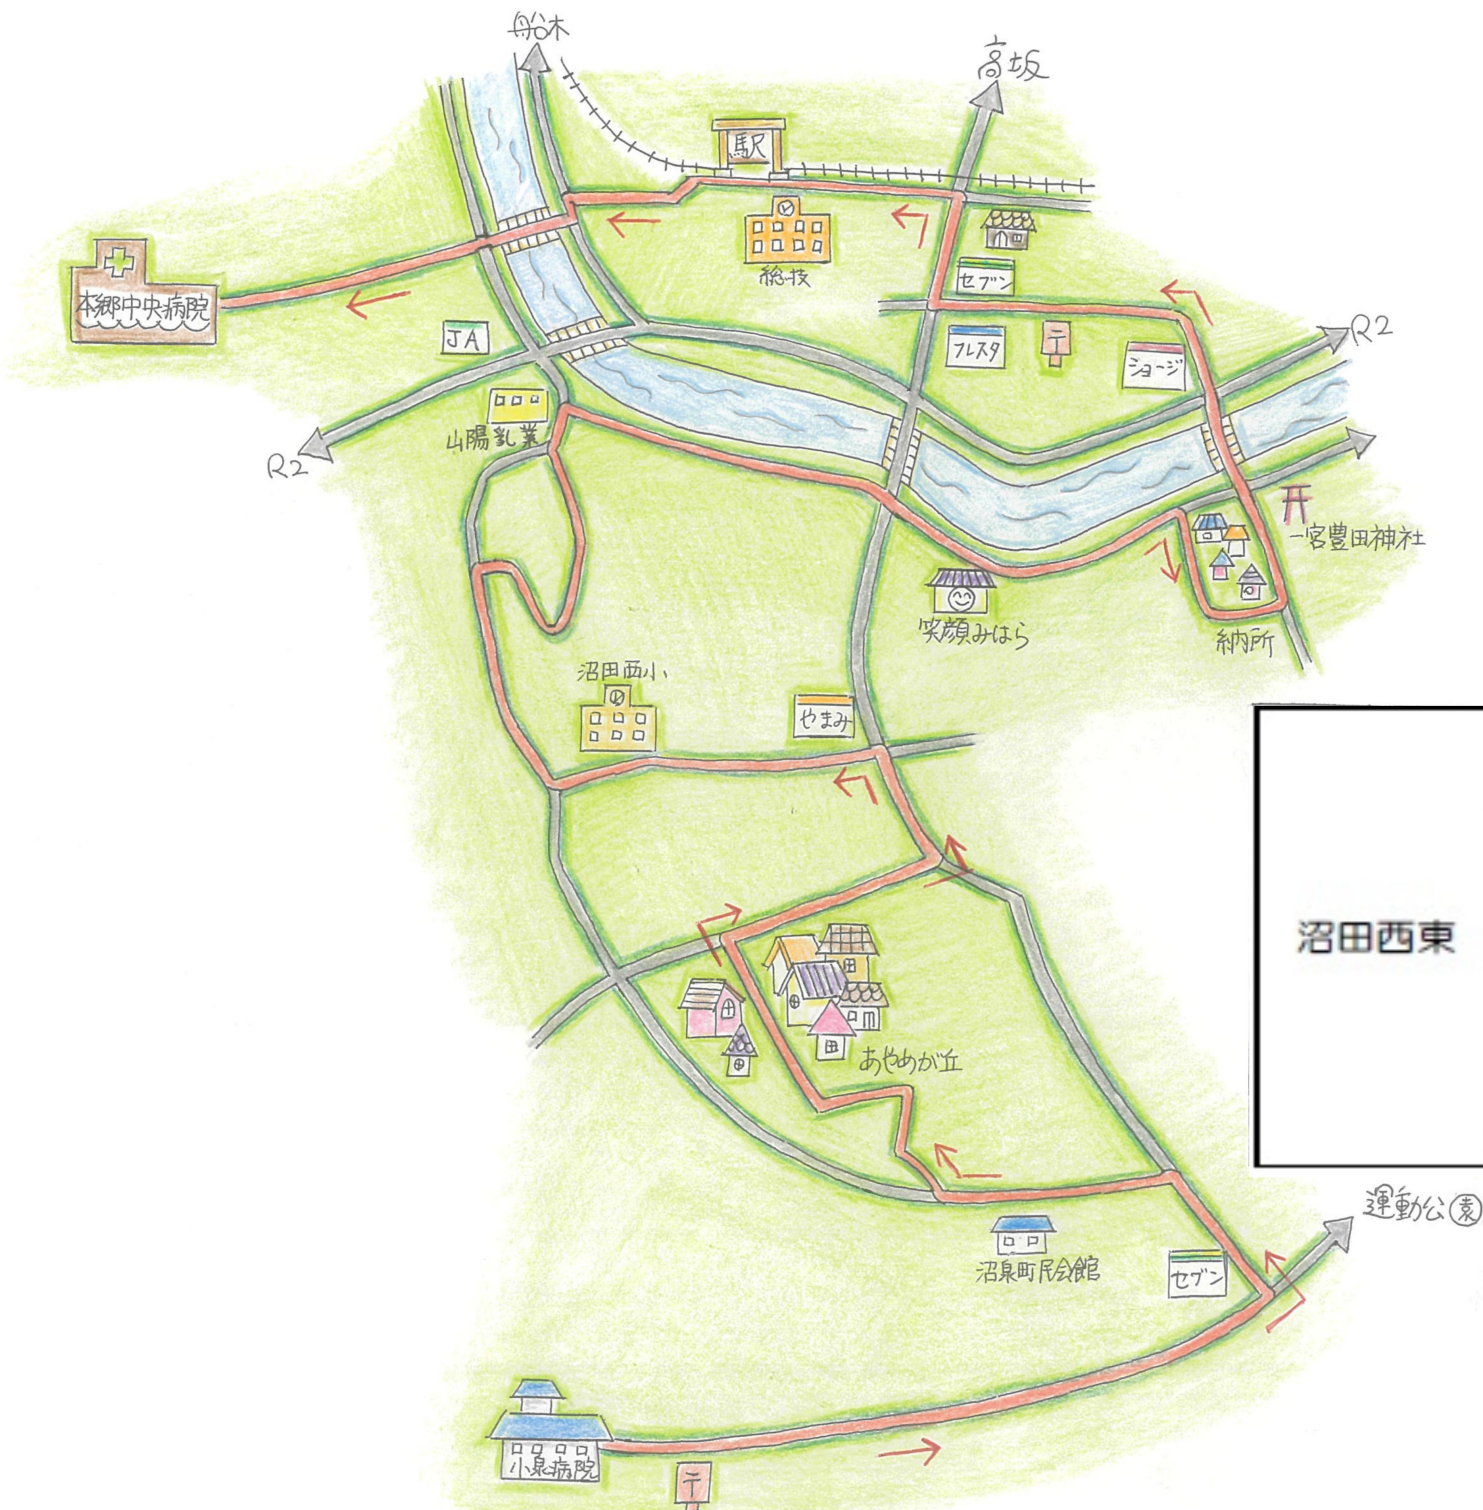 船木
高坂
駅
総技
セブン
本郷中央病院
JA
フレスタ
〒
ショージ
R2
山陽乳業
R2
一宮豊田神社
笑顔みはら
納所
沼田西小
やまみ
沼田西東
あやめが丘
運動公園
沼泉町民会館
セブン
小泉病院
〒